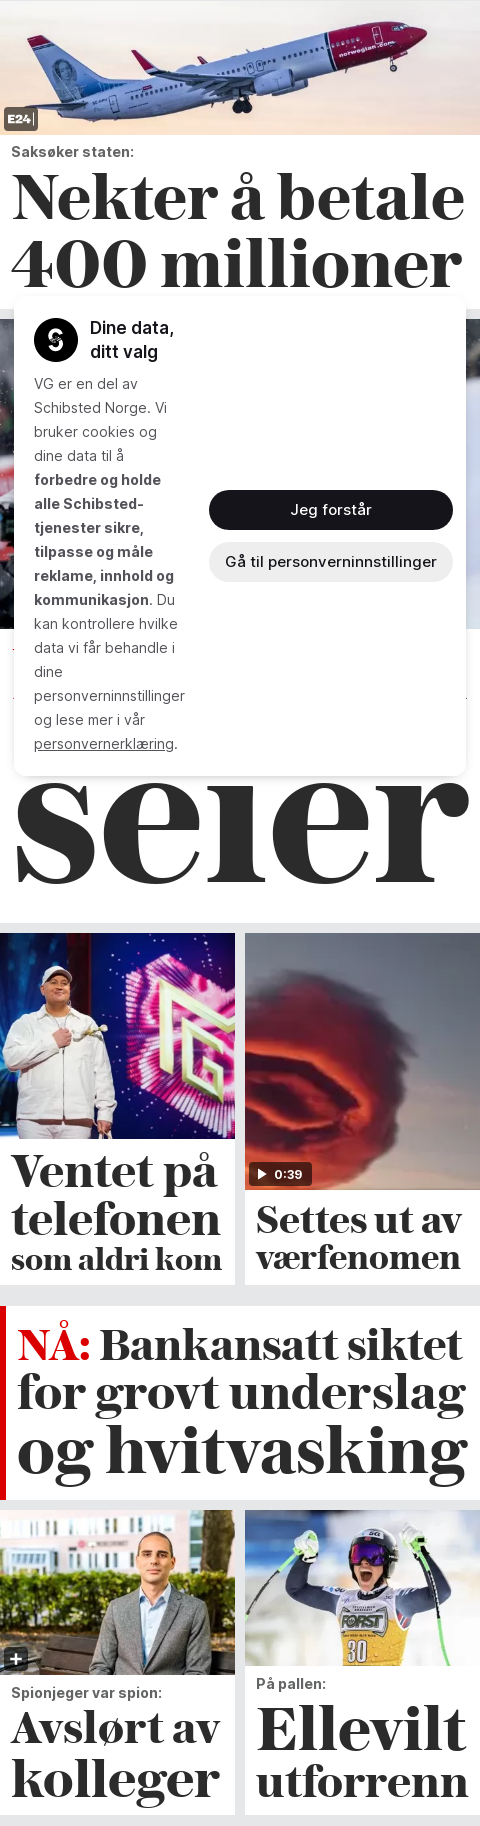 E24
Saksøker staten:
Nekter å betale
400 millioner
Dine data,
ditt valg
VG er en del av
Schibsted Norge. Vi
bruker cookies og
dine data til å
forbedre og holde
alle Schibsted-
tjenester sikre,
tilpasse og måle
reklame, innhold og
kommunikasjon. Du
kan kontrollere hvilke
data vi får behandle i
dine
personverninnstillinger
og lese mer i vår
personvernerklæring.
Jeg forstår
Gå til personverninnstillinger
seier
0:39
Ventet på
telefonen
som aldri kom
Settes ut av
værfenomen
NÅ: Bankansatt siktet
for grovt underslag
og hvitvasking
FORST
30
Spionjeger var spion:
Avslørt av
kolleger
På pallen:
Ellevilt
utforrenn